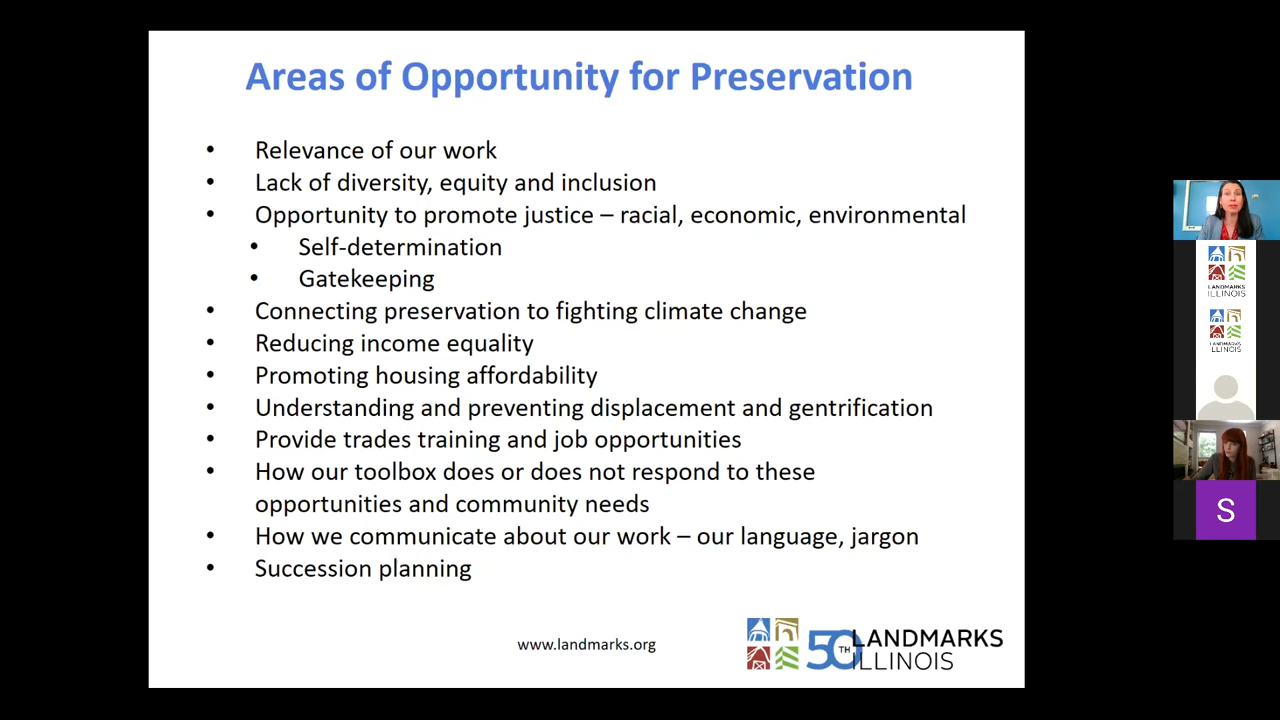 Areas of Opportunity for Preservation
• Relevance of our work
• Lack of diversity, equity and inclusion
• Opportunity to promote justice – racial, economic, environmental
• Self-determination
• Gatekeeping
• Connecting preservation to fighting climate change
• Reducing income equality
• Promoting housing affordability
• Understanding and preventing displacement and gentrification
• Provide trades training and job opportunities
• How our toolbox does or does not respond to these
opportunities and community needs
• How we communicate about our work – our language, jargon
• Succession planning
www.landmarks.org
50TH LANDMARKS
ILLINOIS
LANDMARKS
ILLINOIS
LANDMARKS
ILLINOIS
S